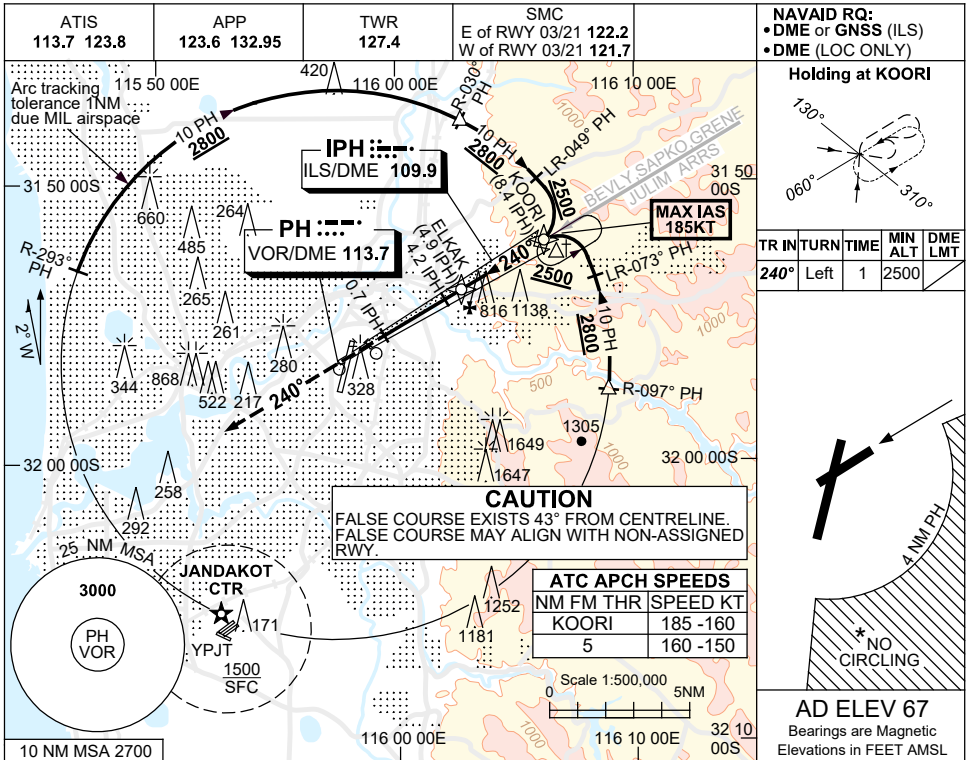 ATIS
113.7 123.8
APP
123.6 132.95
TWR
127.4
SMC
E of RWY 03/21 122.2
W of RWY 03/21 121.7
NAVAID RQ:
• DME or GNSS (ILS)
• DME (LOC ONLY)
115 50 00E
116 00 00E
116 10 00E
Arc tracking
tolerance 1NM
due MIL airspace
420
R-030°
PH
10 PH
2800
10 PH
2800
LR-049° PH
2500
BEVLY SAPKO GRENE
JULIM ARRS
31 50 00S
31 50
00S
IPH
ILS/DME 109.9
KOORI
(8.4 IPH)
MAX IAS
185KT
660
485
264
PH
VOR/DME 113.7
ELKAK
(4.9 IPH)
4.2 IPH
240°
2500
LR-073° PH
R-293°
PH
265
0.7 IPH
816
1138
10 PH
2800
1000
1000
2°W
261
280
344
868
522
217
328
240°
500
R-097° PH
1305
1649
1000
32 00 00S
1647
32 00 00S
258
292
CAUTION
FALSE COURSE EXISTS 43° FROM CENTRELINE.
FALSE COURSE MAY ALIGN WITH NON-ASSIGNED
RWY.
25 NM MSA
3000
PH
VOR
JANDAKOT
CTR
171
YPJT
1500
SFC
1252
1181
ATC APCH SPEEDS
NM FM THR SPEED KT
KOORI 185 -160
5 160 -150
Scale 1:500,000
0 5NM
1000
10 NM MSA 2700
116 00 00E
116 10 00E
32 10
00S
Holding at KOORI
130°
060°
310°
TR IN TURN TIME MIN ALT DME LMT
240° Left 1 2500
4 NM PH
*NO
CIRCLING
AD ELEV 67
Bearings are Magnetic
Elevations in FEET AMSL